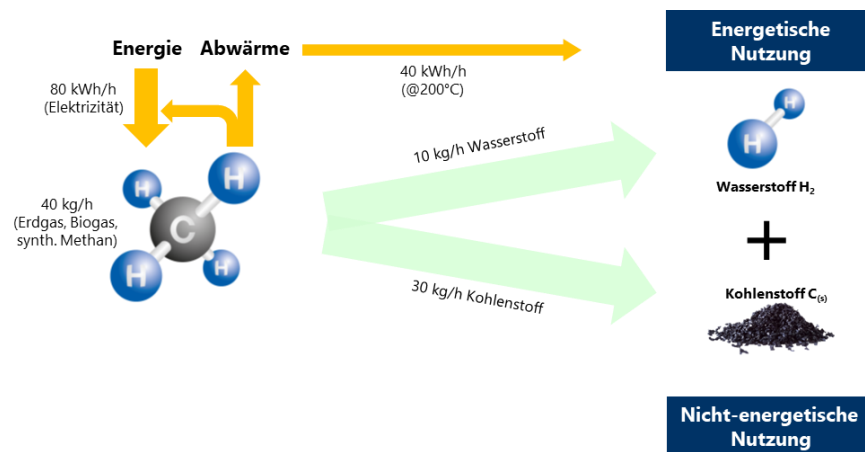 Energetische
Nutzung
Energie
Abwärme
80 kWh/h
(Elektrizität)
40 kWh/h
(@200°C)
H
H
10 kg/h Wasserstoff
Wasserstoff H₂
40 kg/h
(Erdgas, Biogas,
synth. Methan)
H
H
C
H
H
+
30 kg/h Kohlenstoff
Kohlenstoff C(s)
Nicht-energetische
Nutzung